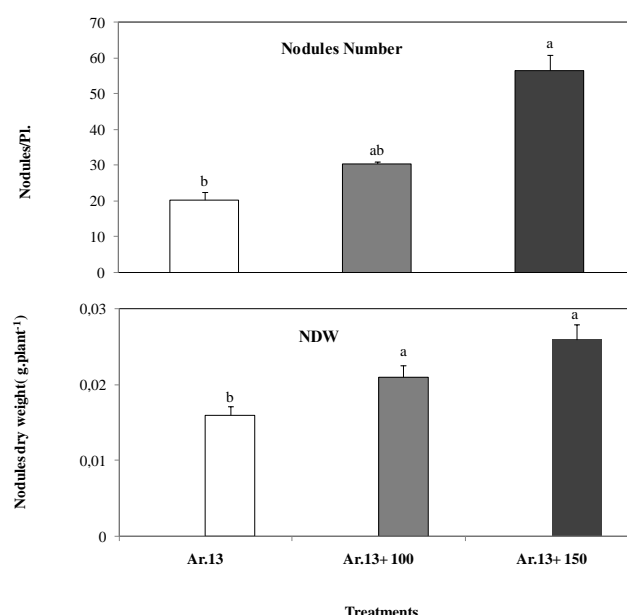 70
Nodules Number
a
60
50
40
ab
30
b
20
10
0
Nodules/Pl.
0,03
NDW
a
a
0,02
b
0,01
0
Nodules dry weight( g.plant-1)
Ar.13 Ar.13+ 100 Ar.13+ 150
Treatments